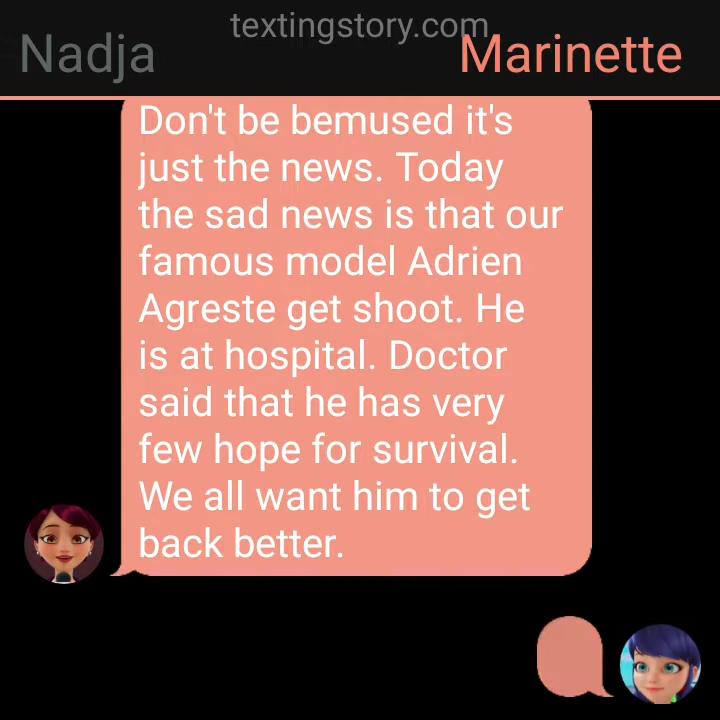 textingstory.com
Nadja
Marinette
Don't be bemused it's
just the news. Today
the sad news is that our
famous model Adrien
Agreste get shoot. He
is at hospital. Doctor
said that he has very
few hope for survival.
We all want him to get
back better.